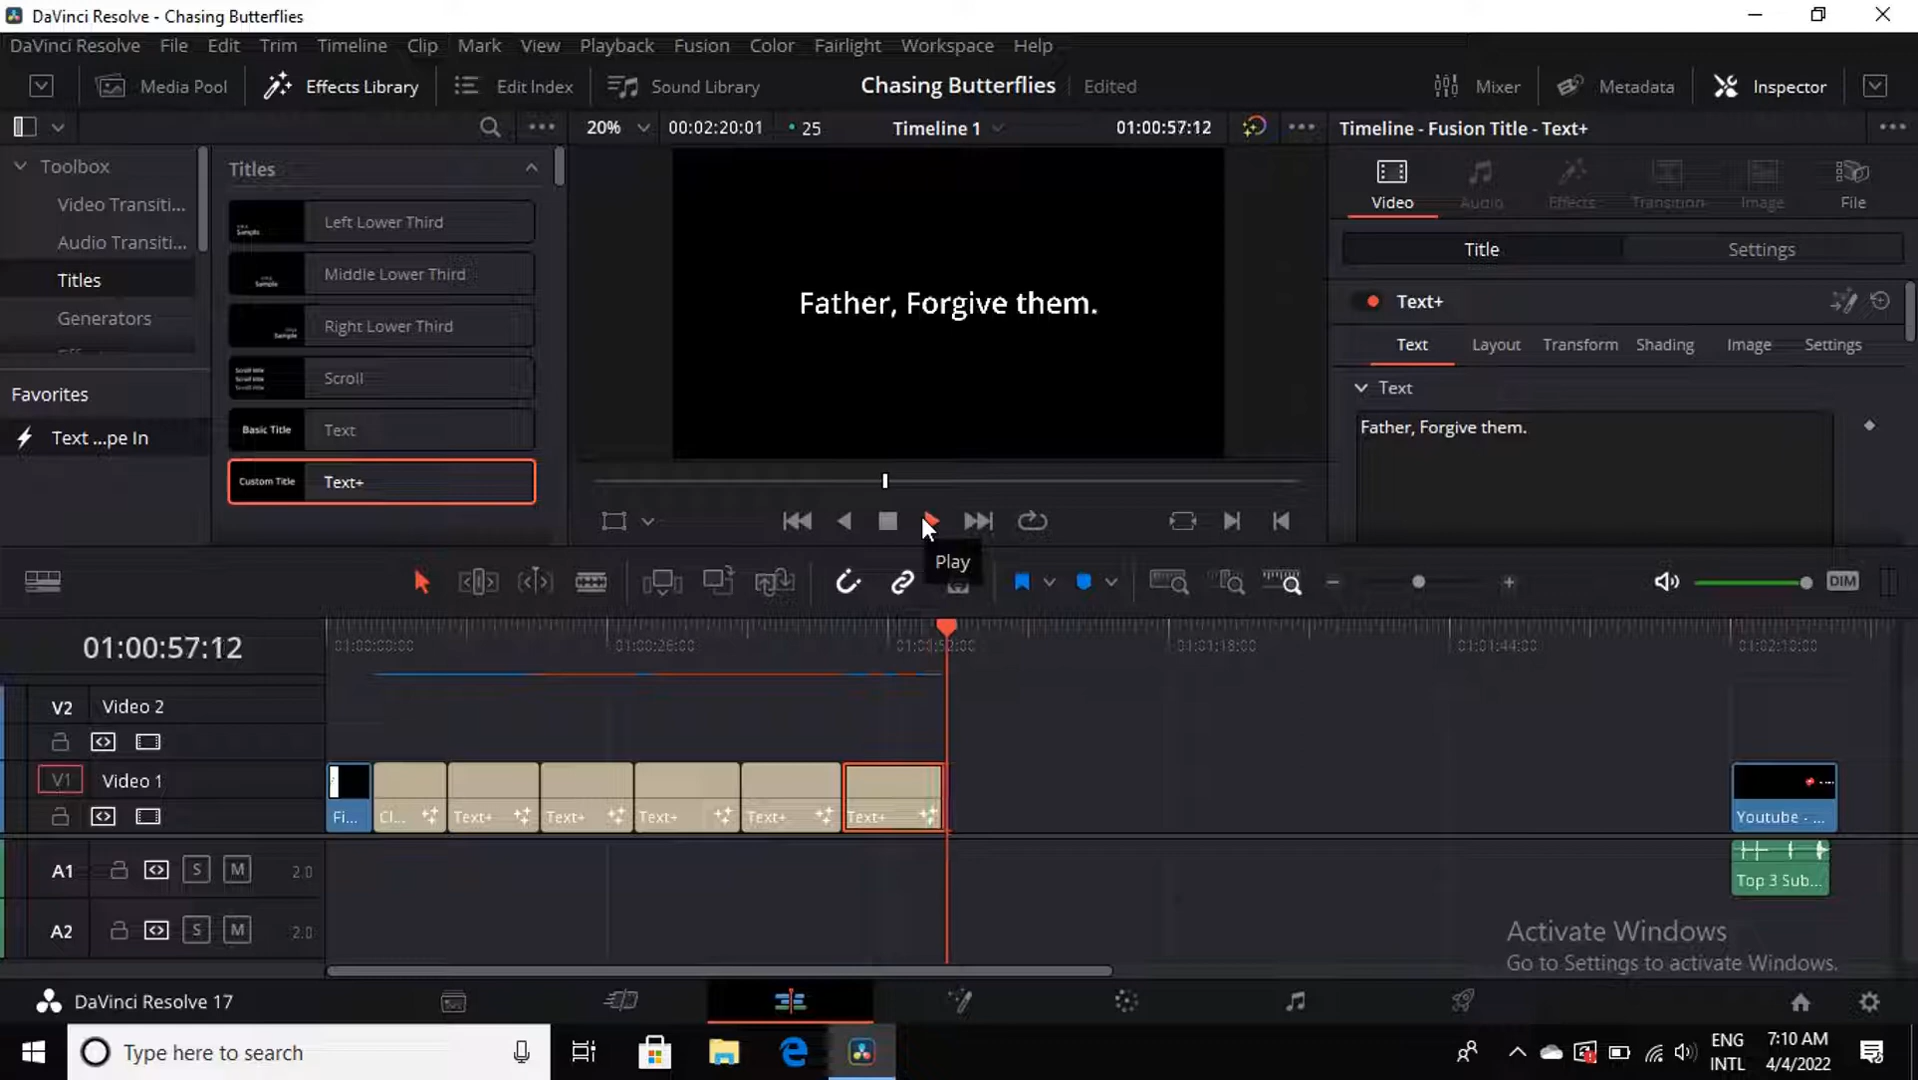 DaVinci Resolve - Chasing Butterflies
DaVinci Resolve File Edit Trim Timeline Clip Mark View Playback Fusion Color Fairlight Workspace Help
Media Pool Effects Library Edit Index Sound Library Chasing Butterflies Edited Mixer Metadata Inspector
20% 00:02:20:01 25 Timeline 1 01:00:57:12 Timeline - Fusion Title - Text+
Toolbox
Video Transiti...
Audio Transiti...
Titles
Generators
Favorites
Text ...pe In
Titles
Left Lower Third
Middle Lower Third
Right Lower Third
Scroll
Basic Title Text
Custom Title Text+
Father, Forgive them.
Play
Video Audio Effects Transition Image File
Title Settings
Text+
Text Layout Transform Shading Image Settings
Text
Father, Forgive them.
DIM
01:00:57:12
01:00:00:00 01:00:26:00 01:00:52:00 01:01:18:00 01:01:44:00 01:02:10:00
V2 Video 2
V1 Video 1
Fi... Cl... Text+ Text+ Text+ Text+ Text+ Youtube - ...
A1 S M 2.0 Top 3 Sub...
A2 S M 2.0
Activate Windows
Go to Settings to activate Windows.
DaVinci Resolve 17
Type here to search
ENG
INTL
7:10 AM
4/4/2022